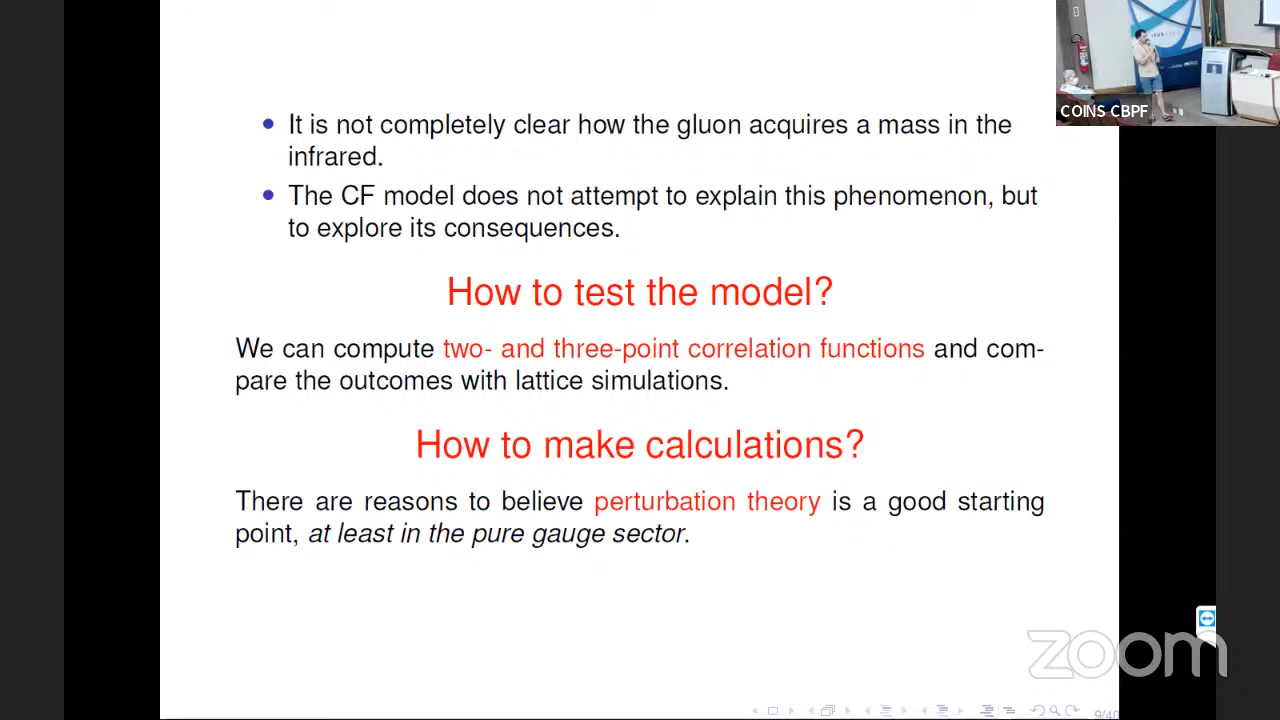 • It is not completely clear how the gluon acquires a mass in the
infrared.
• The CF model does not attempt to explain this phenomenon, but
to explore its consequences.
How to test the model?
We can compute two- and three-point correlation functions and com-
pare the outcomes with lattice simulations.
How to make calculations?
There are reasons to believe perturbation theory is a good starting
point, at least in the pure gauge sector.
COINS CBPF
zoom
9/40